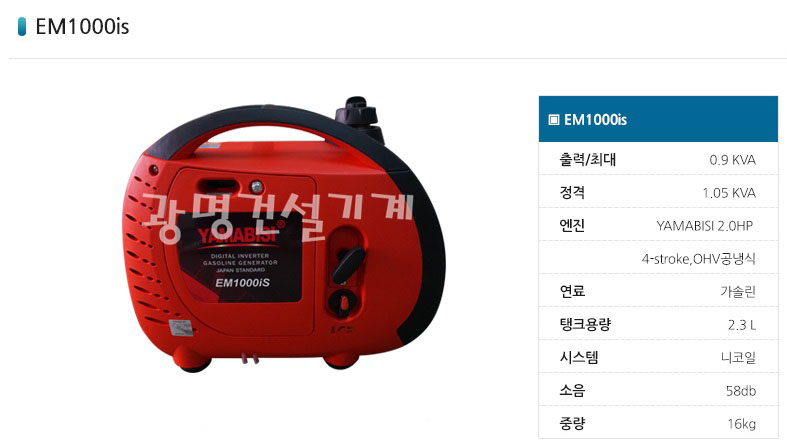 EM1000is
광명건설기계
YAMABISI
DIGITAL INVERTER
GASOLINE GENERATOR
JAPAN STANDARD
EM1000iS
▣ EM1000is
출력/최대 0.9 KVA
정격 1.05 KVA
엔진 YAMABISI 2.0HP
4-stroke,OHV공냉식
연료 가솔린
탱크용량 2.3 L
시스템 니코일
소음 58db
중량 16kg